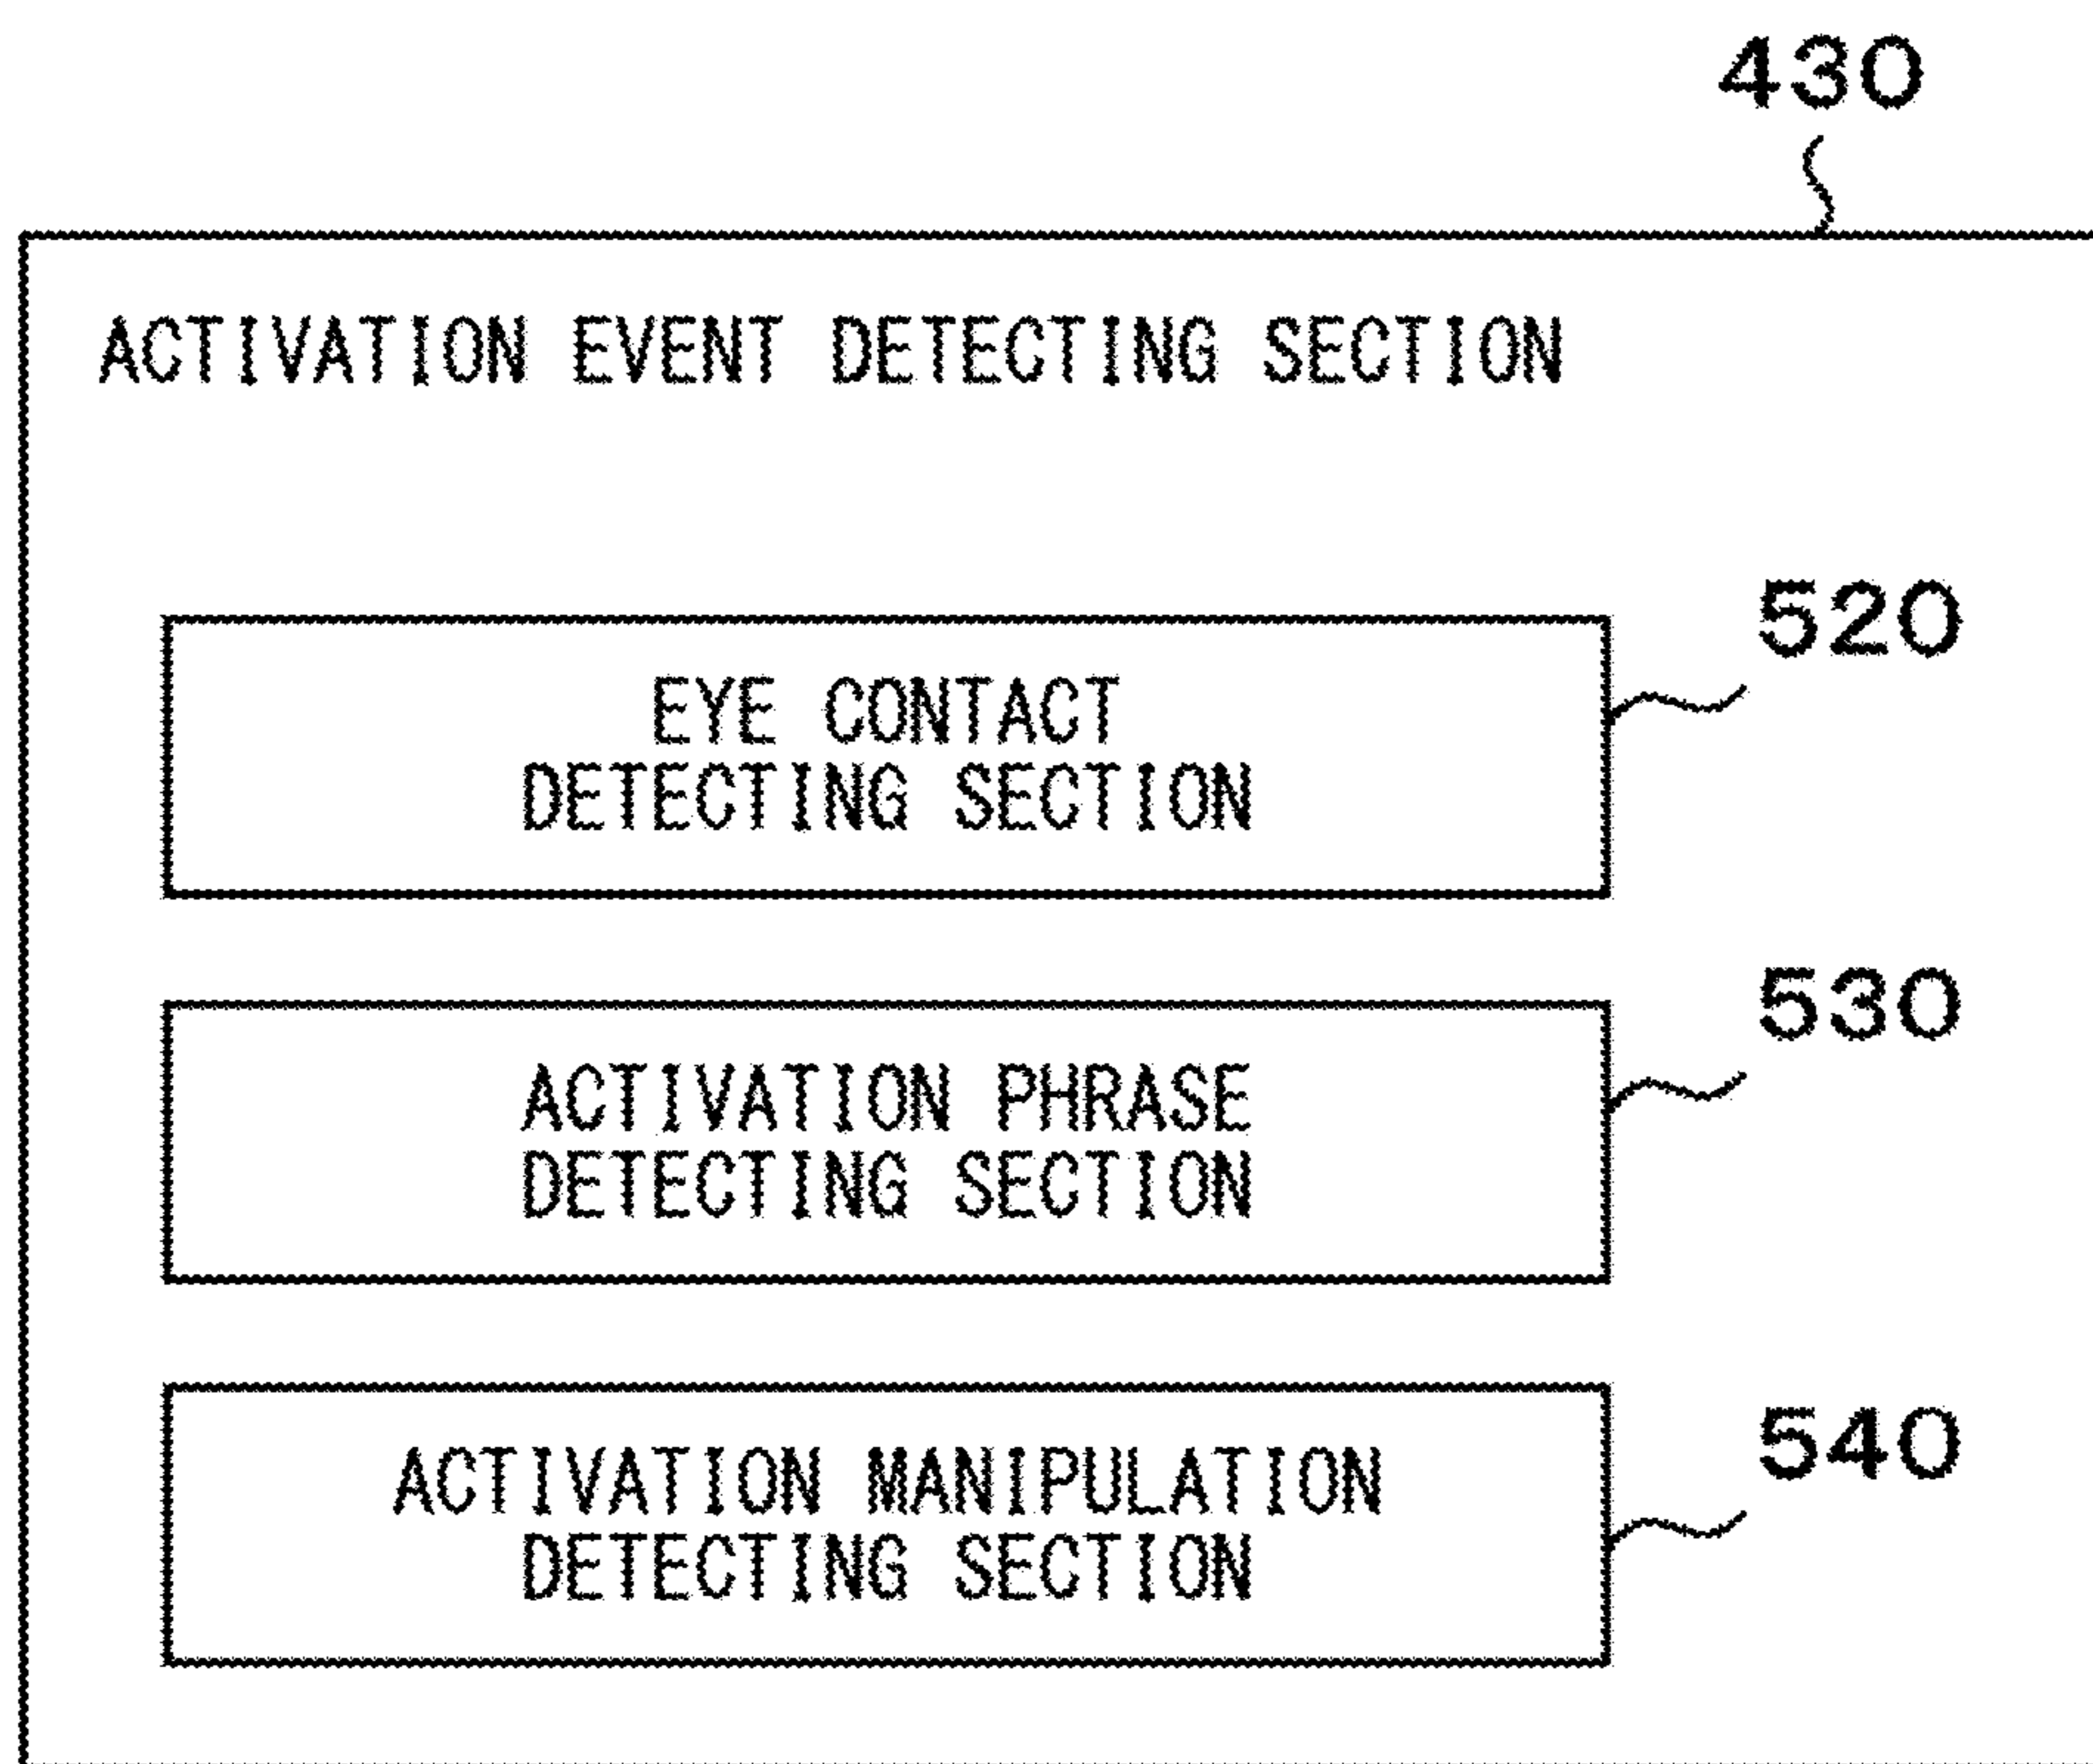 430
ACTIVATION EVENT DETECTING SECTION
520
EYE CONTACT
DETECTING SECTION
530
ACTIVATION PHRASE
DETECTING SECTION
540
ACTIVATION MANIPULATION
DETECTING SECTION